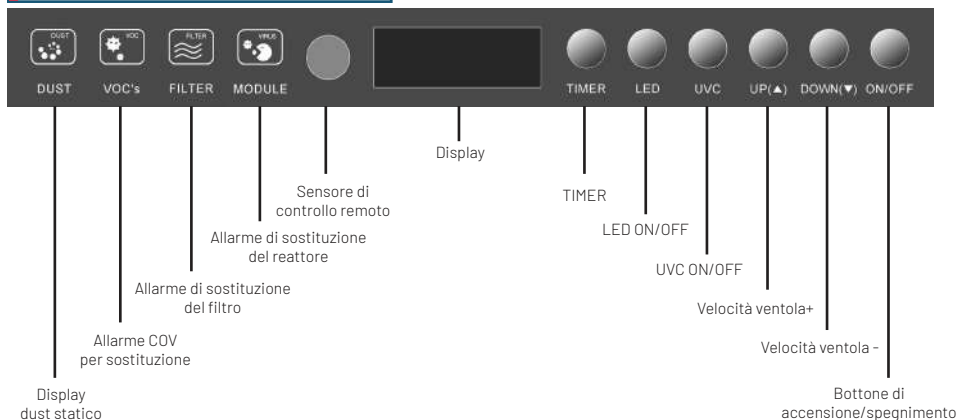 DUST VOC FILTER VIRUS
DUST VOC's FILTER MODULE TIMER LED UVC UP(▲) DOWN(▼) ON/OFF
Display
Sensore di
controllo remoto
TIMER
Allarme di sostituzione
del reattore
LED ON/OFF
UVC ON/OFF
Allarme di sostituzione
del filtro
Velocità ventola+
Allarme COV
per sostituzione
Velocità ventola -
Display
dust statico
Bottone di
accensione/spegnimento